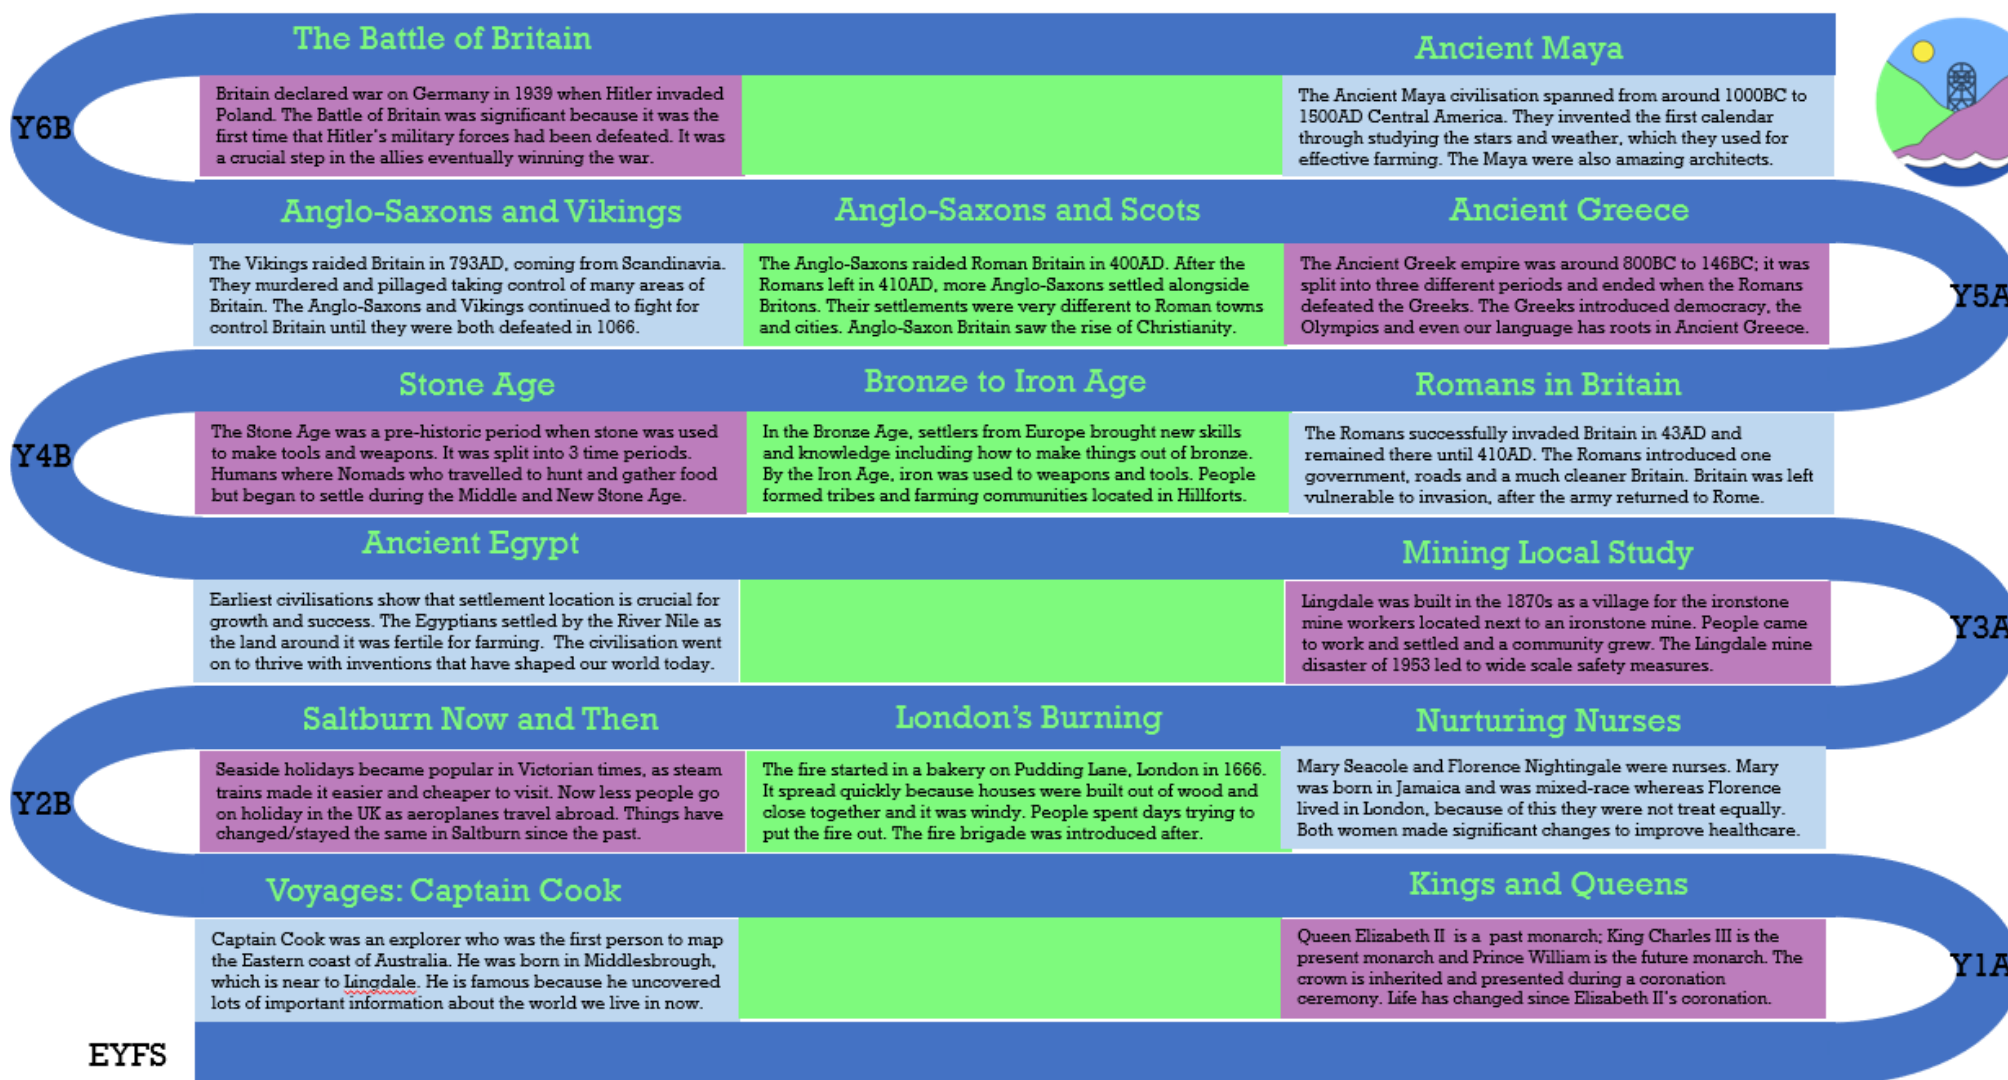 The Battle of Britain
Britain declared war on Germany in 1939 when Hitler invaded
Poland. The Battle of Britain was significant because it was the
first time that Hitler's military forces had been defeated. It was
a crucial step in the allies eventually winning the war.
Ancient Maya
The Ancient Maya civilisation spanned from around 1000BC to
1500AD Central America. They invented the first calendar
through studying the stars and weather, which they used for
effective farming. The Maya were also amazing architects.
Y6B
Anglo-Saxons and Vikings
The Vikings raided Britain in 793AD, coming from Scandinavia.
They murdered and pillaged taking control of many areas of
Britain. The Anglo-Saxons and Vikings continued to fight for
control Britain until they were both defeated in 1066.
Anglo-Saxons and Scots
The Anglo-Saxons raided Roman Britain in 400AD. After the
Romans left in 410AD, more Anglo-Saxons settled alongside
Britons. Their settlements were very different to Roman towns
and cities. Anglo-Saxon Britain saw the rise of Christianity.
Ancient Greece
The Ancient Greek empire was around 800BC to 146BC; it was
split into three different periods and ended when the Romans
defeated the Greeks. The Greeks introduced democracy, the
Olympics and even our language has roots in Ancient Greece.
Y5A
Stone Age
The Stone Age was a pre-historic period when stone was used
to make tools and weapons. It was split into 3 time periods.
Humans where Nomads who travelled to hunt and gather food
but began to settle during the Middle and New Stone Age.
Bronze to Iron Age
In the Bronze Age, settlers from Europe brought new skills
and knowledge including how to make things out of bronze.
By the Iron Age, iron was used to weapons and tools. People
formed tribes and farming communities located in Hillforts.
Romans in Britain
The Romans successfully invaded Britain in 43AD and
remained there until 410AD. The Romans introduced one
government, roads and a much cleaner Britain. Britain was left
vulnerable to invasion, after the army returned to Rome.
Y4B
Ancient Egypt
Earliest civilisations show that settlement location is crucial for
growth and success. The Egyptians settled by the River Nile as
the land around it was fertile for farming. The civilisation went
on to thrive with inventions that have shaped our world today.
Mining Local Study
Lingdale was built in the 1870s as a village for the ironstone
mine workers located next to an ironstone mine. People came
to work and settled and a community grew. The Lingdale mine
disaster of 1953 led to wide scale safety measures.
Y3A
Saltburn Now and Then
Seaside holidays became popular in Victorian times, as steam
trains made it easier and cheaper to visit. Now less people go
on holiday in the UK as aeroplanes travel abroad. Things have
changed/stayed the same in Saltburn since the past.
London's Burning
The fire started in a bakery on Pudding Lane, London in 1666.
It spread quickly because houses were built out of wood and
close together and it was windy. People spent days trying to
put the fire out. The fire brigade was introduced after.
Nurturing Nurses
Mary Seacole and Florence Nightingale were nurses. Mary
was born in Jamaica and was mixed-race whereas Florence
lived in London, because of this they were not treat equally.
Both women made significant changes to improve healthcare.
Y2B
Voyages: Captain Cook
Captain Cook was an explorer who was the first person to map
the Eastern coast of Australia. He was born in Middlesbrough,
which is near to Lingdale. He is famous because he uncovered
lots of important information about the world we live in now.
Kings and Queens
Queen Elizabeth II is a past monarch; King Charles III is the
present monarch and Prince William is the future monarch. The
crown is inherited and presented during a coronation
ceremony. Life has changed since Elizabeth II's coronation.
Y1A
EYFS